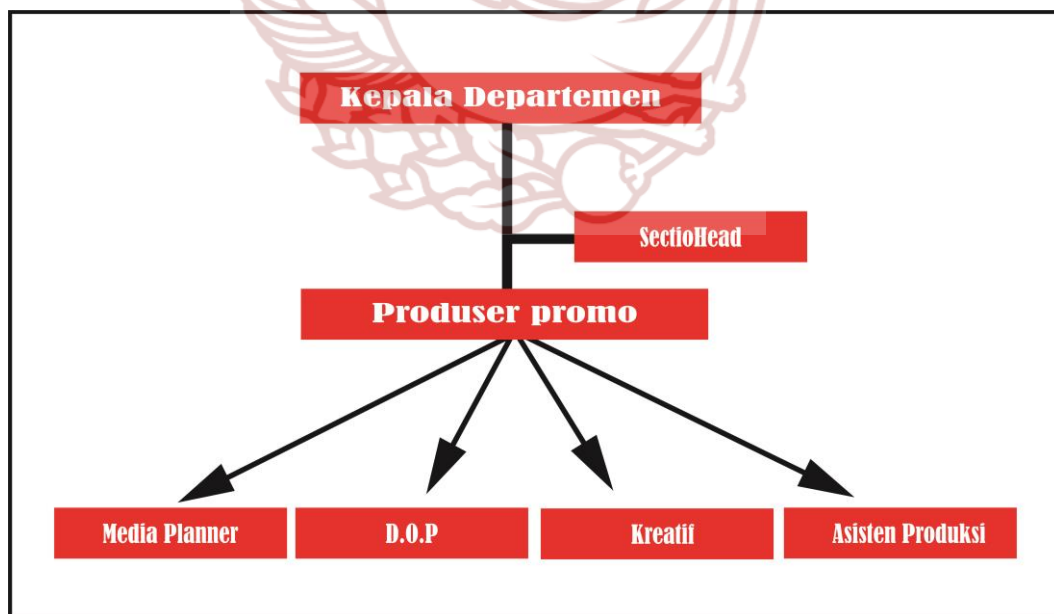 Kepala Departemen
SectioHead
Produser promo
Media Planner
D.O.P
Kreatif
Asisten Produksi